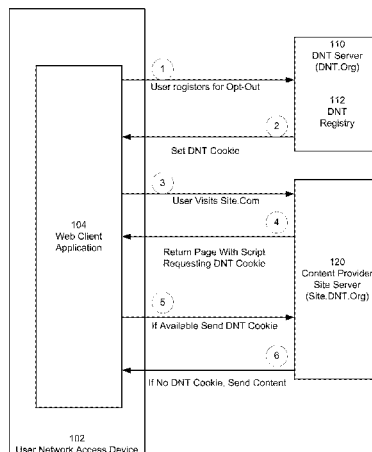 110
DNT Server
(DNT.Org)
112
DNT
Registry
1
User registers for Opt-Out
2
Set DNT Cookie
3
User Visits Site.Com
4
Return Page With Script
Requesting DNT Cookie
104
Web Client
Application
120
Content Provider
Site Server
(Site.DNT.Org)
5
If Available Send DNT Cookie
6
If No DNT Cookie, Send Content
102
User Network Access Device